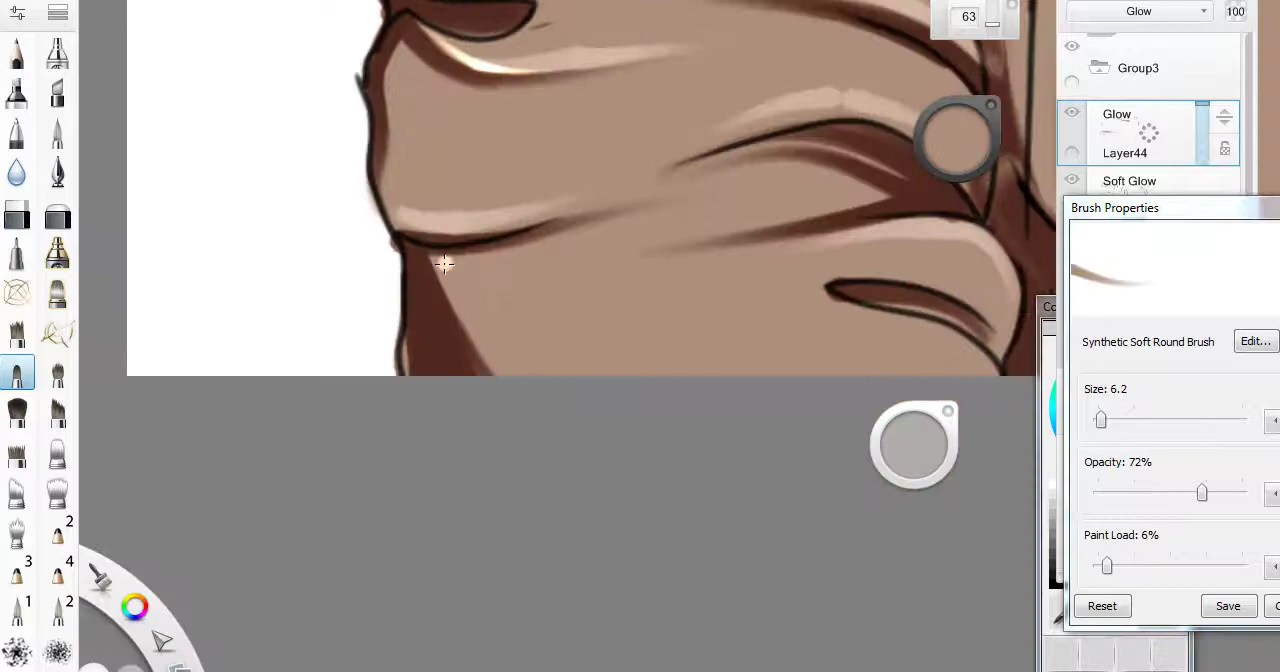 63
Glow
100
Group3
Glow
Layer44
Soft Glow
Brush Properties
Synthetic Soft Round Brush
Edit...
Size: 6.2
Opacity: 72%
Paint Load: 6%
Reset
Save
2
3
4
1
2